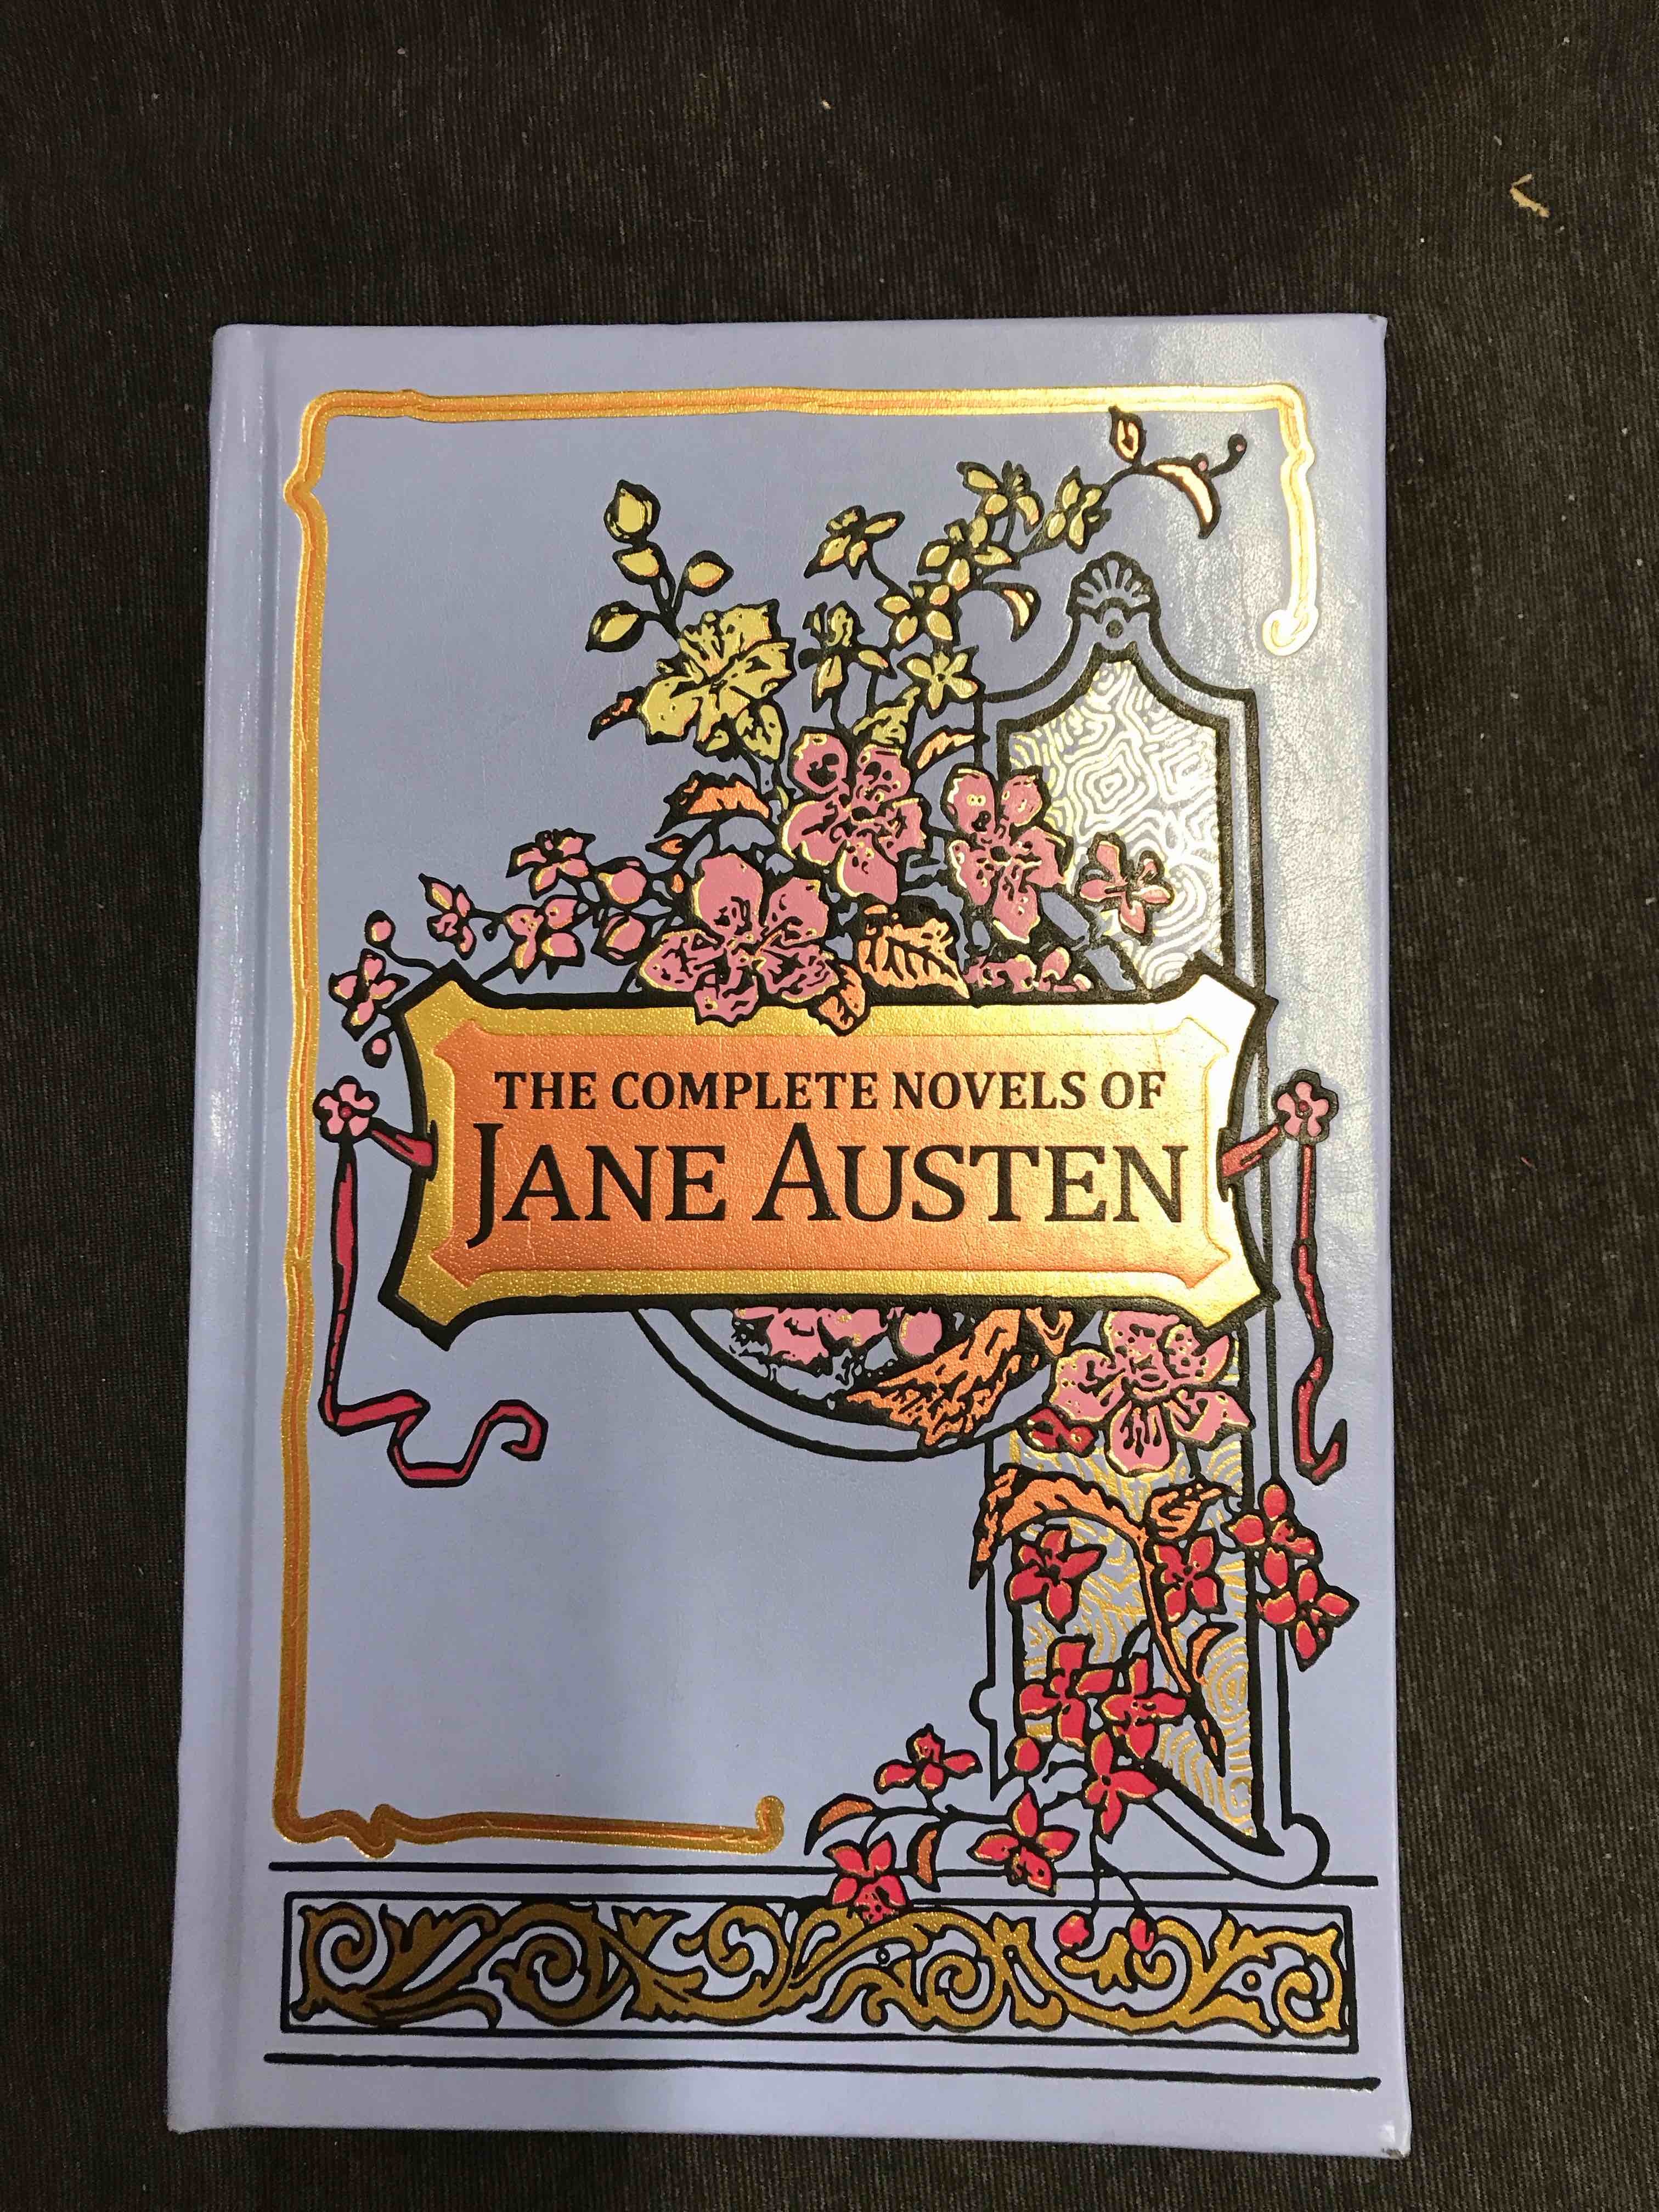 THE COMPLETE NOVELS OF
JANE AUSTEN